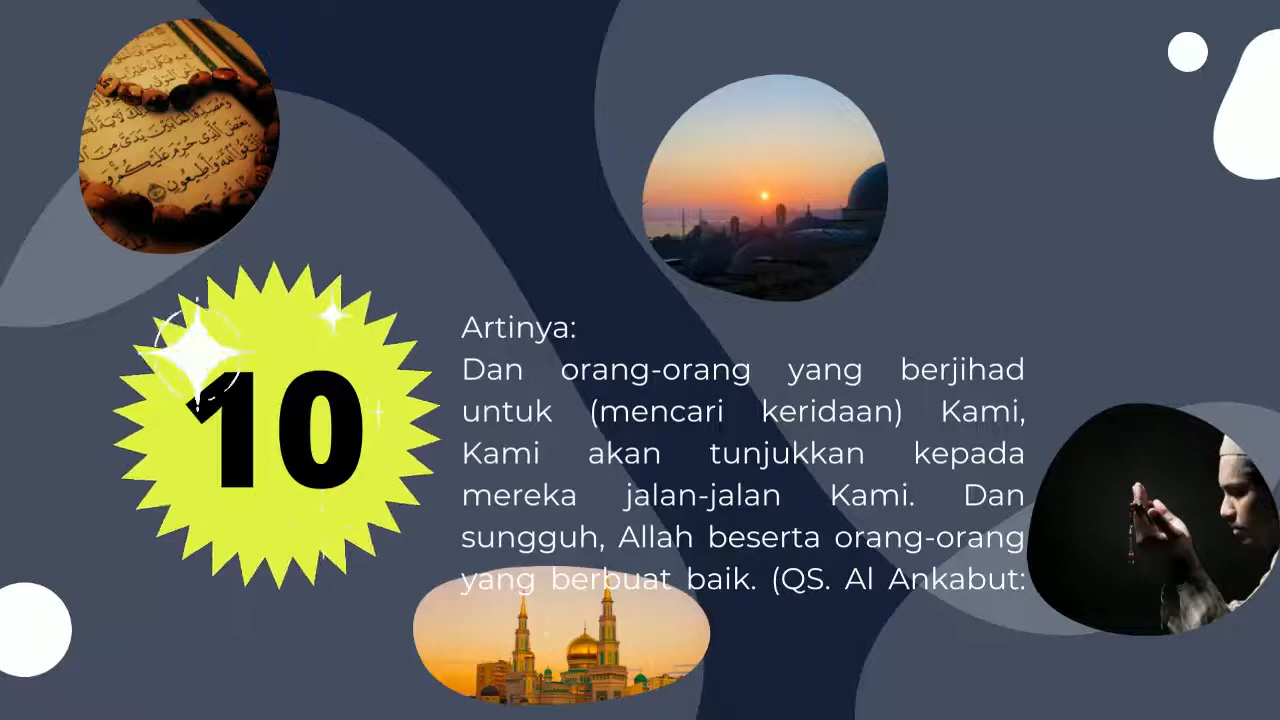 10
Artinya:
Dan orang-orang yang berjihad
untuk (mencari keridaan) Kami,
Kami akan tunjukkan kepada
mereka jalan-jalan Kami. Dan
sungguh, Allah beserta orang-orang
yang berbuat baik. (QS. Al Ankabut: